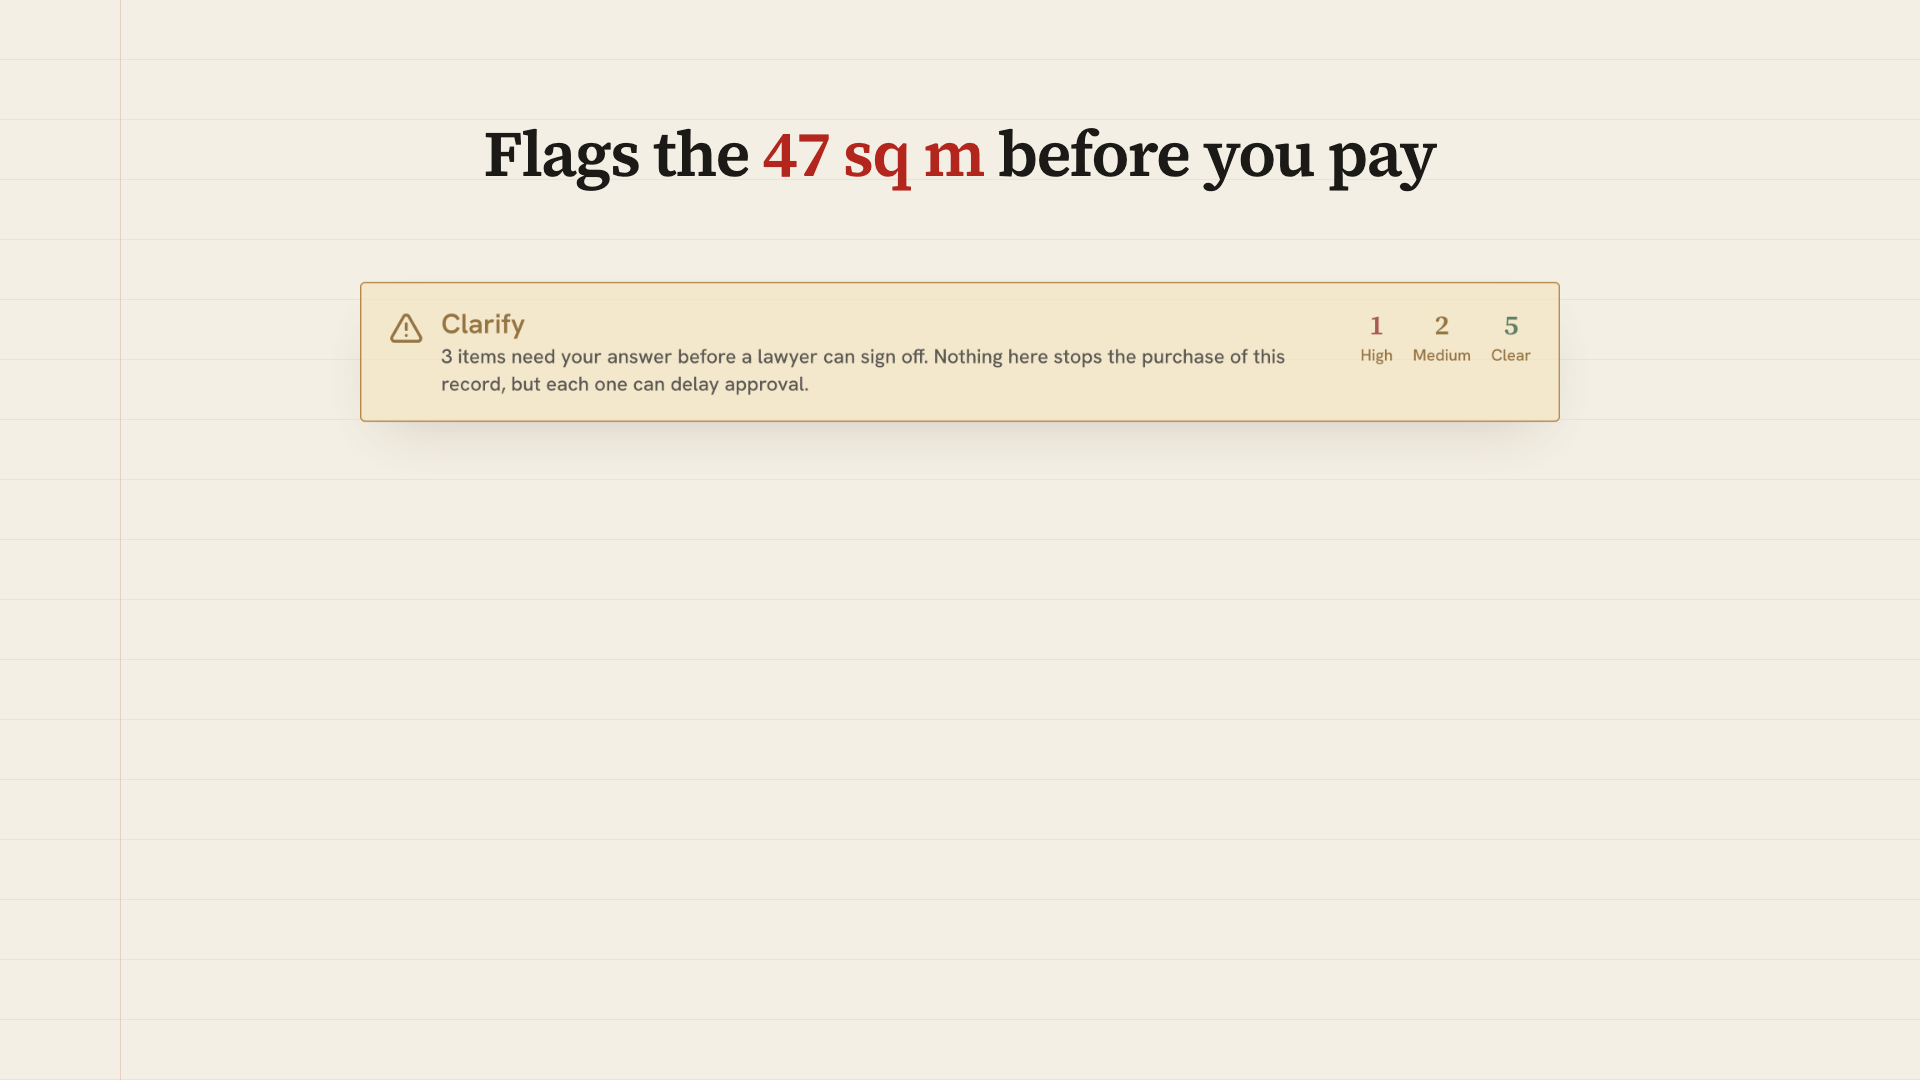 Flags the 47 sq m before you pay
Clarify
3 items need your answer before a lawyer can sign off. Nothing here stops the purchase of this
record, but each one can delay approval.
1 2 5
High Medium Clear